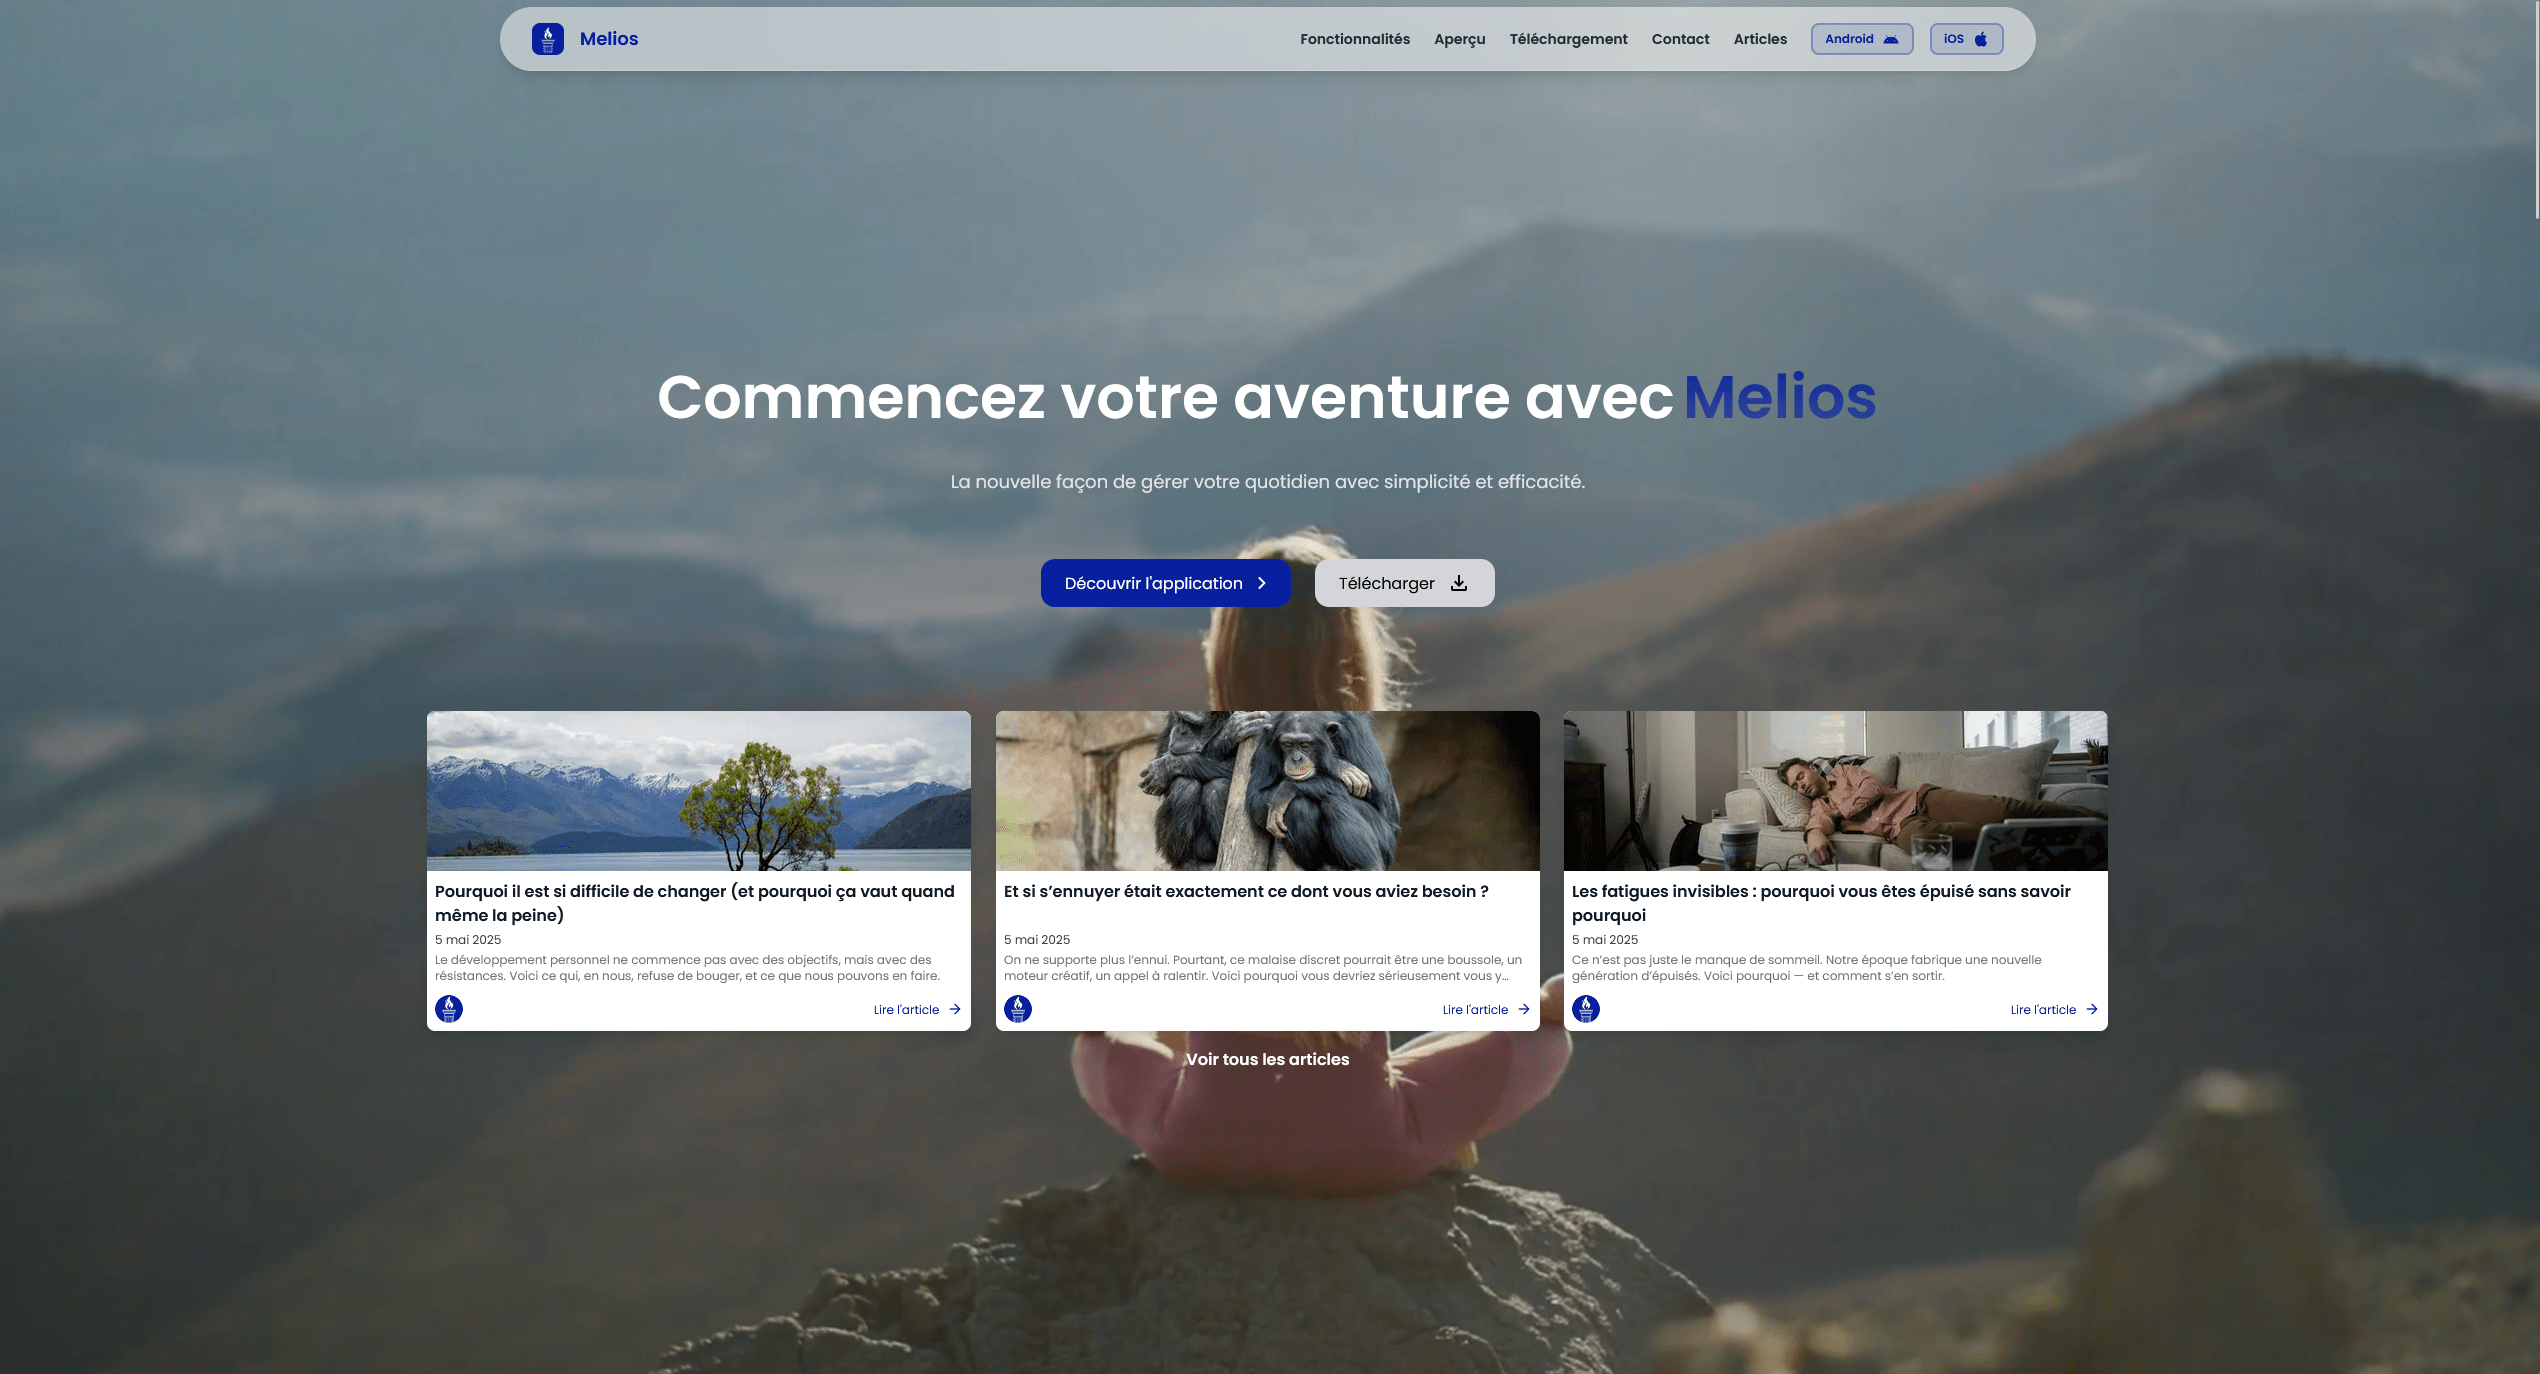 Melios
Fonctionnalités
Aperçu
Téléchargement
Contact
Articles
Android
iOS
Commencez votre aventure avec Melios
La nouvelle façon de gérer votre quotidien avec simplicité et efficacité.
Découvrir l'application
Télécharger
Pourquoi il est si difficile de changer (et pourquoi ça vaut quand
même la peine)
5 mai 2025
Le développement personnel ne commence pas avec des objectifs, mais avec des
résistances. Voici ce qui, en nous, refuse de bouger, et ce que nous pouvons en faire.
Lire l'article
Et si s’ennuyer était exactement ce dont vous aviez besoin ?
5 mai 2025
On ne supporte plus l’ennui. Pourtant, ce malaise discret pourrait être une boussole, un
moteur créatif, un appel à ralentir. Voici pourquoi vous devriez sérieusement vous y…
Lire l'article
Les fatigues invisibles : pourquoi vous êtes épuisé sans savoir
pourquoi
5 mai 2025
Ce n’est pas juste le manque de sommeil. Notre époque fabrique une nouvelle
génération d’épuisés. Voici pourquoi — et comment s’en sortir.
Lire l'article
Voir tous les articles